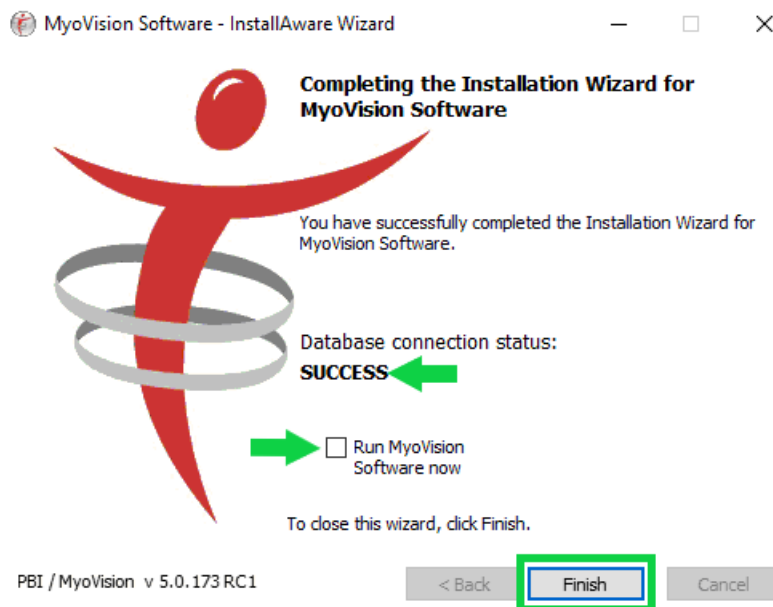 MyoVision Software - InstallAware Wizard
Completing the Installation Wizard for
MyoVision Software
You have successfully completed the Installation Wizard for
MyoVision Software.
Database connection status:
SUCCESS
Run MyoVision
Software now
To close this wizard, click Finish.
PBI / MyoVision v 5.0.173 RC1
< Back Finish Cancel